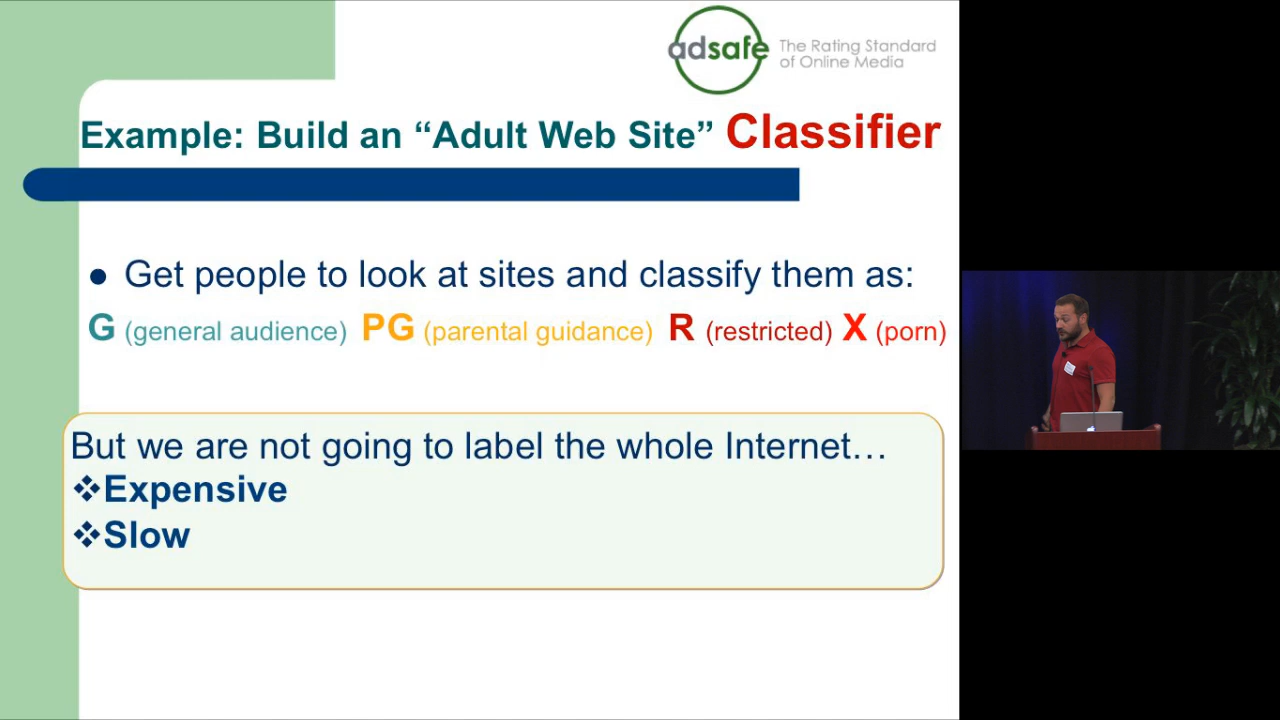 adsafe The Rating Standard
of Online Media
Example: Build an “Adult Web Site” Classifier
● Get people to look at sites and classify them as:
G (general audience) PG (parental guidance) R (restricted) X (porn)
But we are not going to label the whole Internet…
❖Expensive
❖Slow